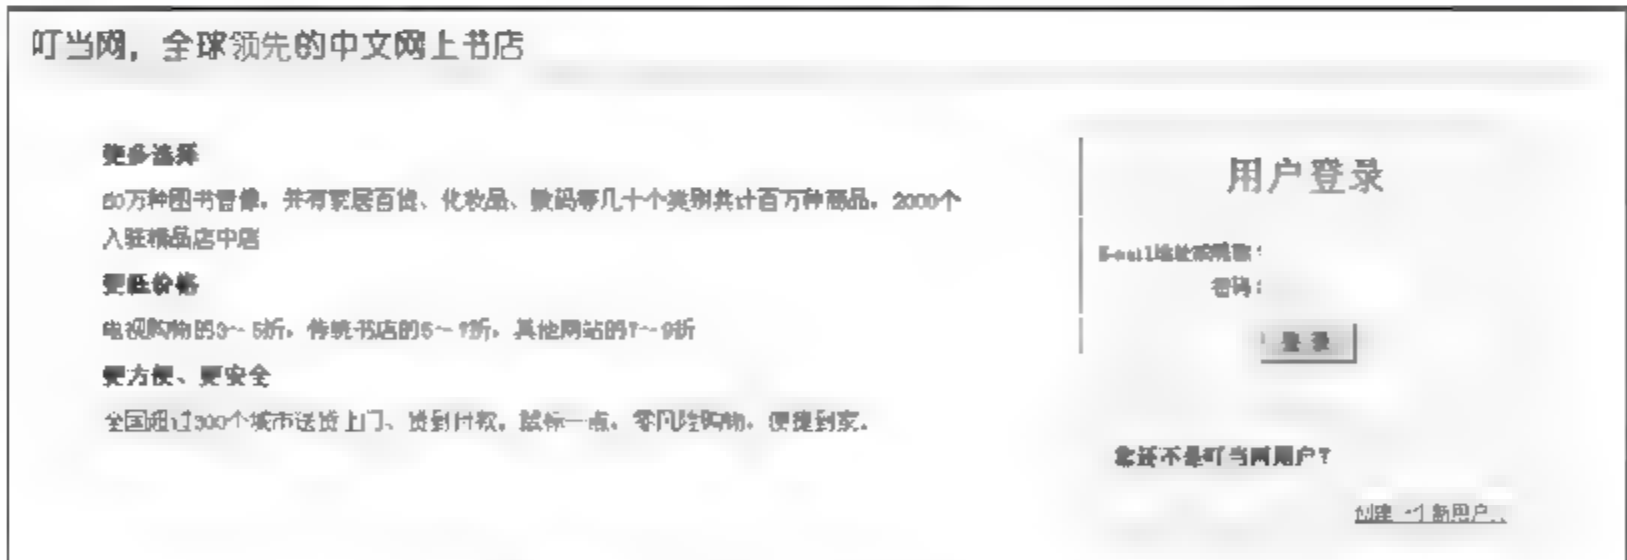 叮当网，全球领先的中文网上书店
更多选择
60万种图书音像，并有家居百货、化妆品、数码等几十个类别共计百万种商品，2000个
入驻精品店中店
更低价格
电视购物的3～5折，传统书店的5～7折，其他网站的7～9折
更方便、更安全
全国超过300个城市送货上门、货到付款，鼠标一点，零风险购物，便捷到家。
用户登录
E-mail地址或昵称：
密码：
登 录
您还不是叮当网用户？
创建一个新用户